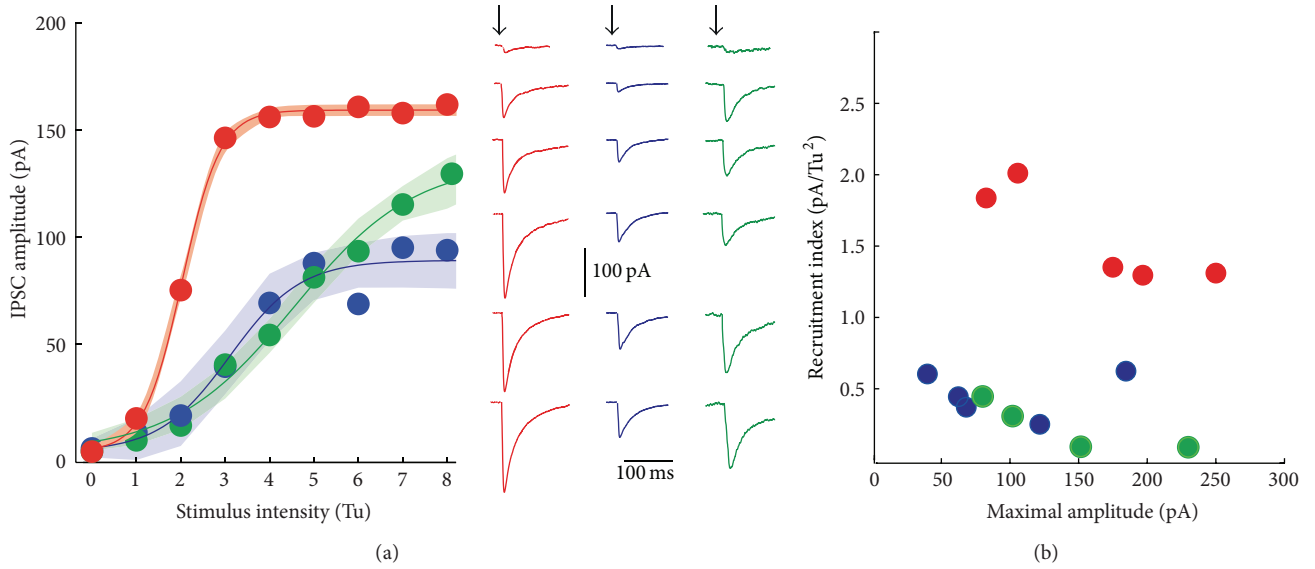 200
150
100
50
0
IPSC amplitude (pA)
0 1 2 3 4 5 6 7 8
Stimulus intensity (Tu)
100 pA
100 ms
(a)
2.5
2.0
1.5
1.0
0.5
Recruitment index (pA/Tu²)
0 50 100 150 200 250 300
Maximal amplitude (pA)
(b)